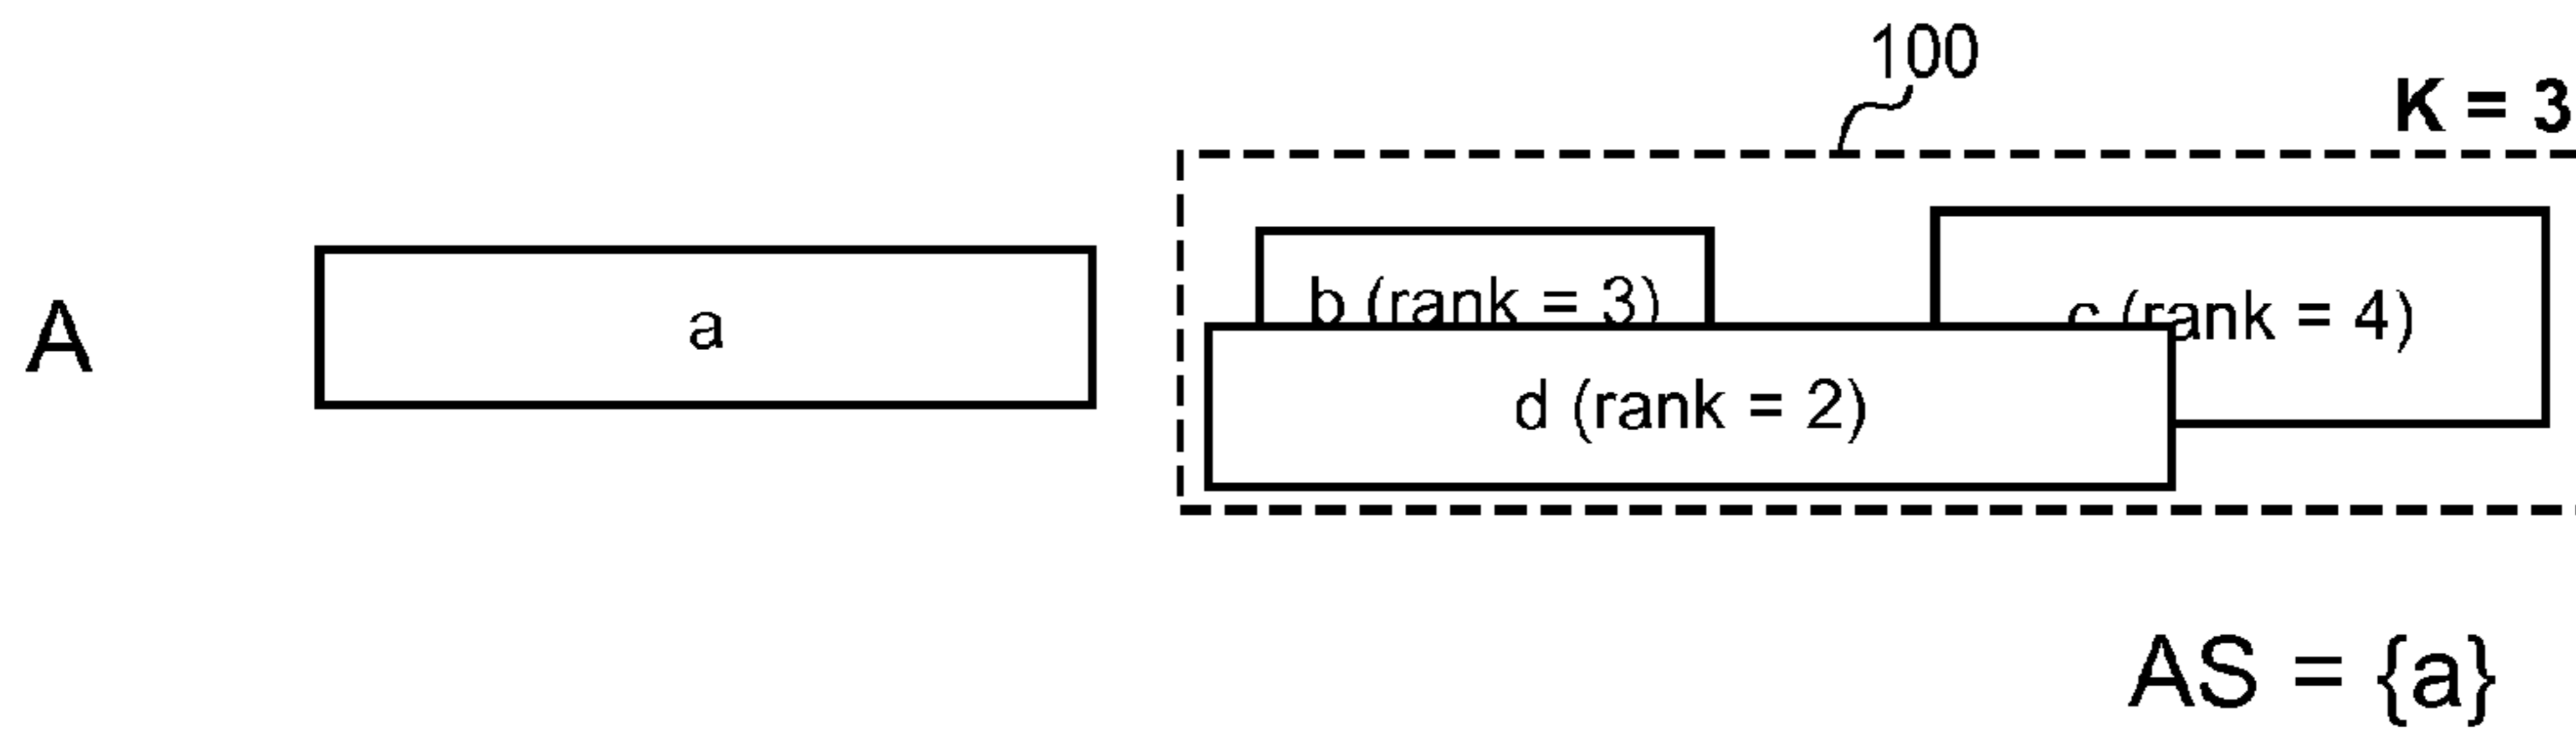 100
K = 3
A
a
b (rank = 3)
c (rank = 4)
d (rank = 2)
AS = {a}